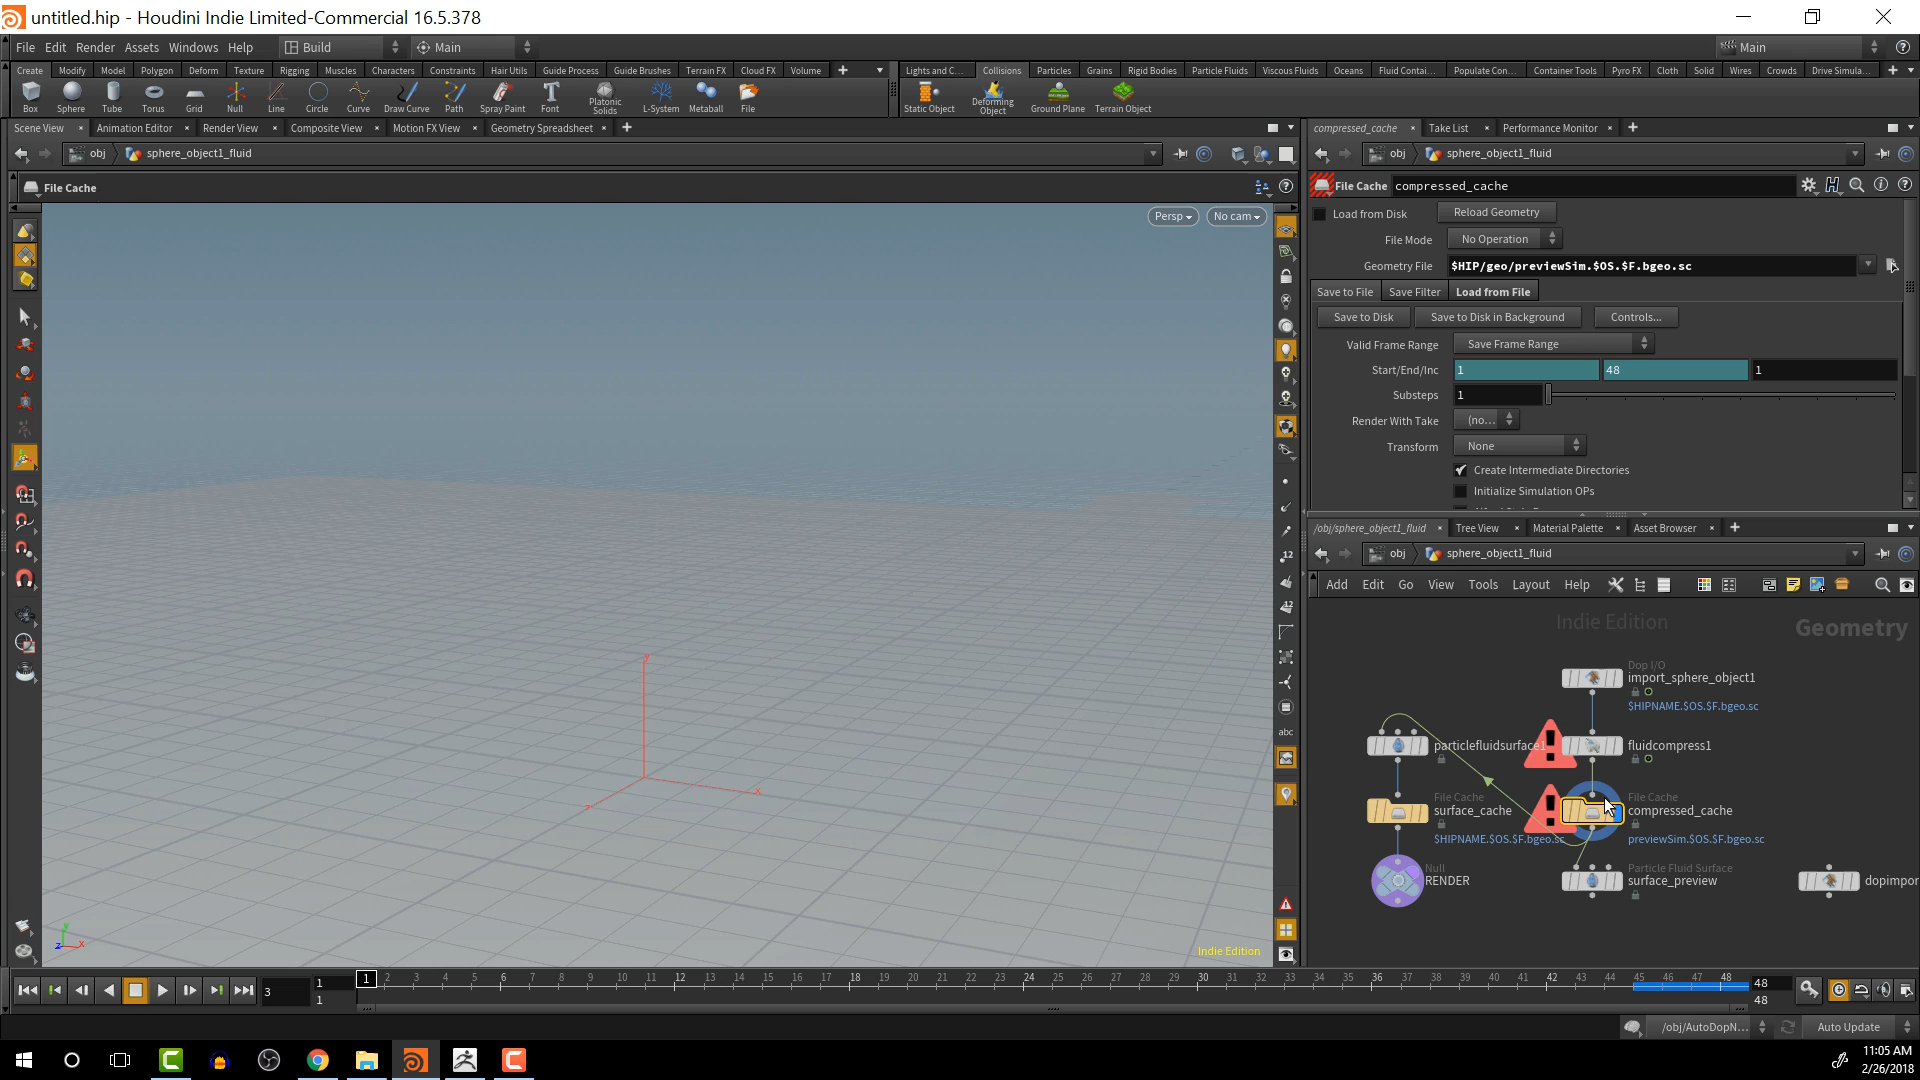 untitled.hip - Houdini Indie Limited-Commercial 16.5.378
File Edit Render Assets Windows Help Build Main Main
Create Modify Model Polygon Deform Texture Rigging Muscles Characters Constraints Hair Utils Guide Process Guide Brushes Terrain FX Cloud FX Volume
Lights and C... Collisions Particles Grains Rigid Bodies Particle Fluids Viscous Fluids Oceans Fluid Contai... Populate Con... Container Tools Pyro FX Cloth Solid Wires Crowds Drive Simula...
Box Sphere Tube Torus Grid Null Line Circle Curve Draw Curve Path Spray Paint Font Platonic Solids L-System Metaball File
Static Object Deforming Object Ground Plane Terrain Object
Scene View Animation Editor Render View Composite View Motion FX View Geometry Spreadsheet
compressed_cache Take List Performance Monitor
obj sphere_object1_fluid
obj sphere_object1_fluid
File Cache
File Cache compressed_cache
Persp No cam
Load from Disk Reload Geometry
File Mode No Operation
Geometry File $HIP/geo/previewSim.$OS.$F.bgeo.sc
Save to File Save Filter Load from File
Save to Disk Save to Disk in Background Controls...
Valid Frame Range Save Frame Range
Start/End/Inc 1 48 1
Substeps 1
Render With Take (no...
Transform None
Create Intermediate Directories
Initialize Simulation OPs
/obj/sphere_object1_fluid Tree View Material Palette Asset Browser
obj sphere_object1_fluid
Add Edit Go View Tools Layout Help
Indie Edition
Geometry
Dop I/O
import_sphere_object1
$HIPNAME.$OS.$F.bgeo.sc
particlefluidsurface1
fluidcompress1
File Cache
surface_cache
$HIPNAME.$OS.$F.bgeo.sc
File Cache
compressed_cache
previewSim.$OS.$F.bgeo.sc
Null
RENDER
Particle Fluid Surface
surface_preview
dopimpor
12
12
abc
y
x
z
y
z x
Indie Edition
3 1 1
1 2 3 4 5 6 7 8 9 10 11 12 13 14 15 16 17 18 19 20 21 22 23 24 25 26 27 28 29 30 31 32 33 34 35 36 37 38 39 40 41 42 43 44 45 46 47 48
48 48
/obj/AutoDopN... Auto Update
11:05 AM
2/26/2018